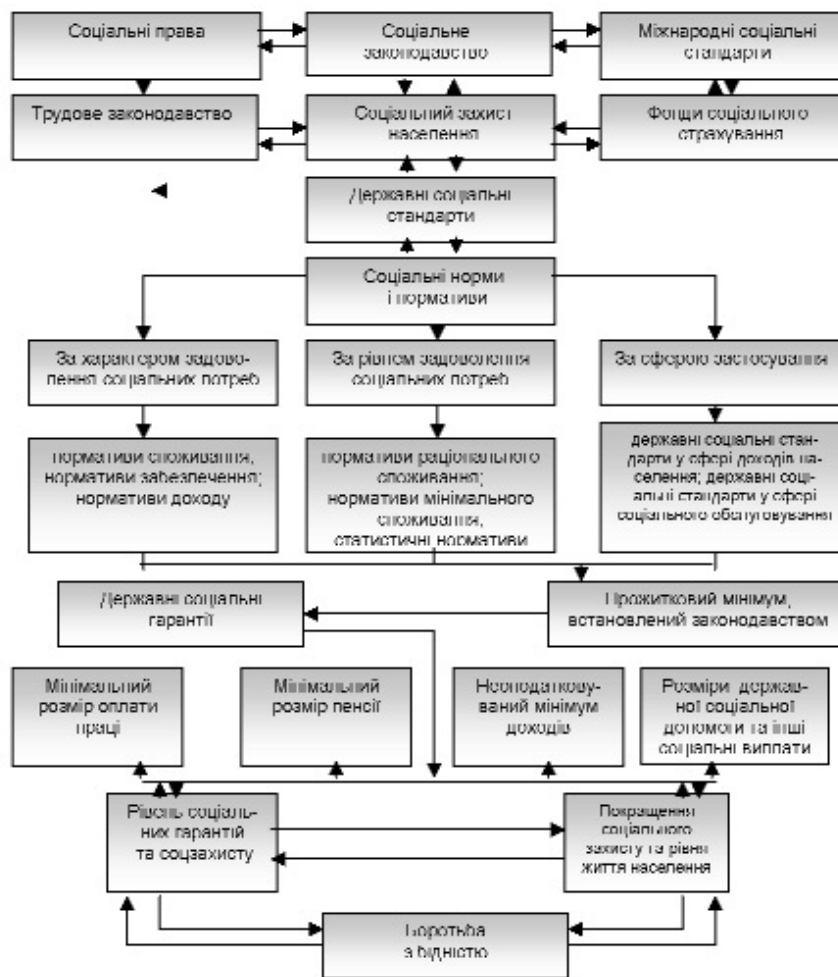 Соціальні права
Соціальне
законодавство
Міжнародні соціальні
стандарти
Трудове законодавство
Соціальний захист
населення
Фонди соціального
страхування
Державні соціальні
стандарти
Соціальні норми
і нормативи
За характером задово-
лення соціальних потреб
За рівнем задоволення
соціальних потреб
За сферою застосування
нормативи споживання;
нормативи забезпечення;
нормативи доходу
нормативи раціонального
споживання;
нормативи мінімального
споживання,
статистичні нормативи
державні соціальні стан-
дарти у сфері доходів на-
селення; державні соці-
альні стандарти у сфері
соціального обслуговування
Державні соціальні
гарантії
Прожитковий мінімум,
встановлений законодавством
Мінімальний
розмір оплати
праці
Мінімальний
розмір пенсії
Неоподаткову-
ваний мінімум
доходів
Розміри держав-
ної соціальної
допомоги та інші
соціальні виплати
Рівень соціаль-
них гарантій
та соцзахисту
Покращення
соціального
захисту та рівня
життя населення
Боротьба
з бідністю